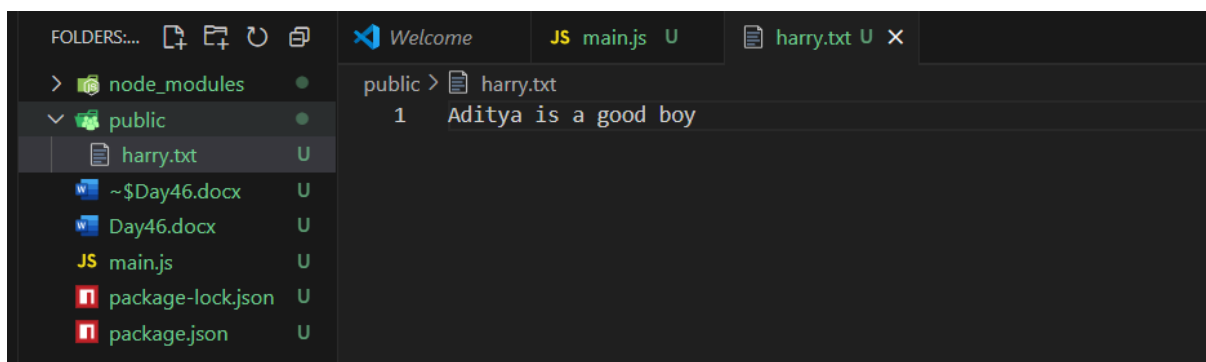 FOLDERS:...
node_modules
public
harry.txt U
~$Day46.docx U
Day46.docx U
JS main.js U
package-lock.json U
package.json U
Welcome JS main.js U harry.txt U
public > harry.txt
1 Aditya is a good boy